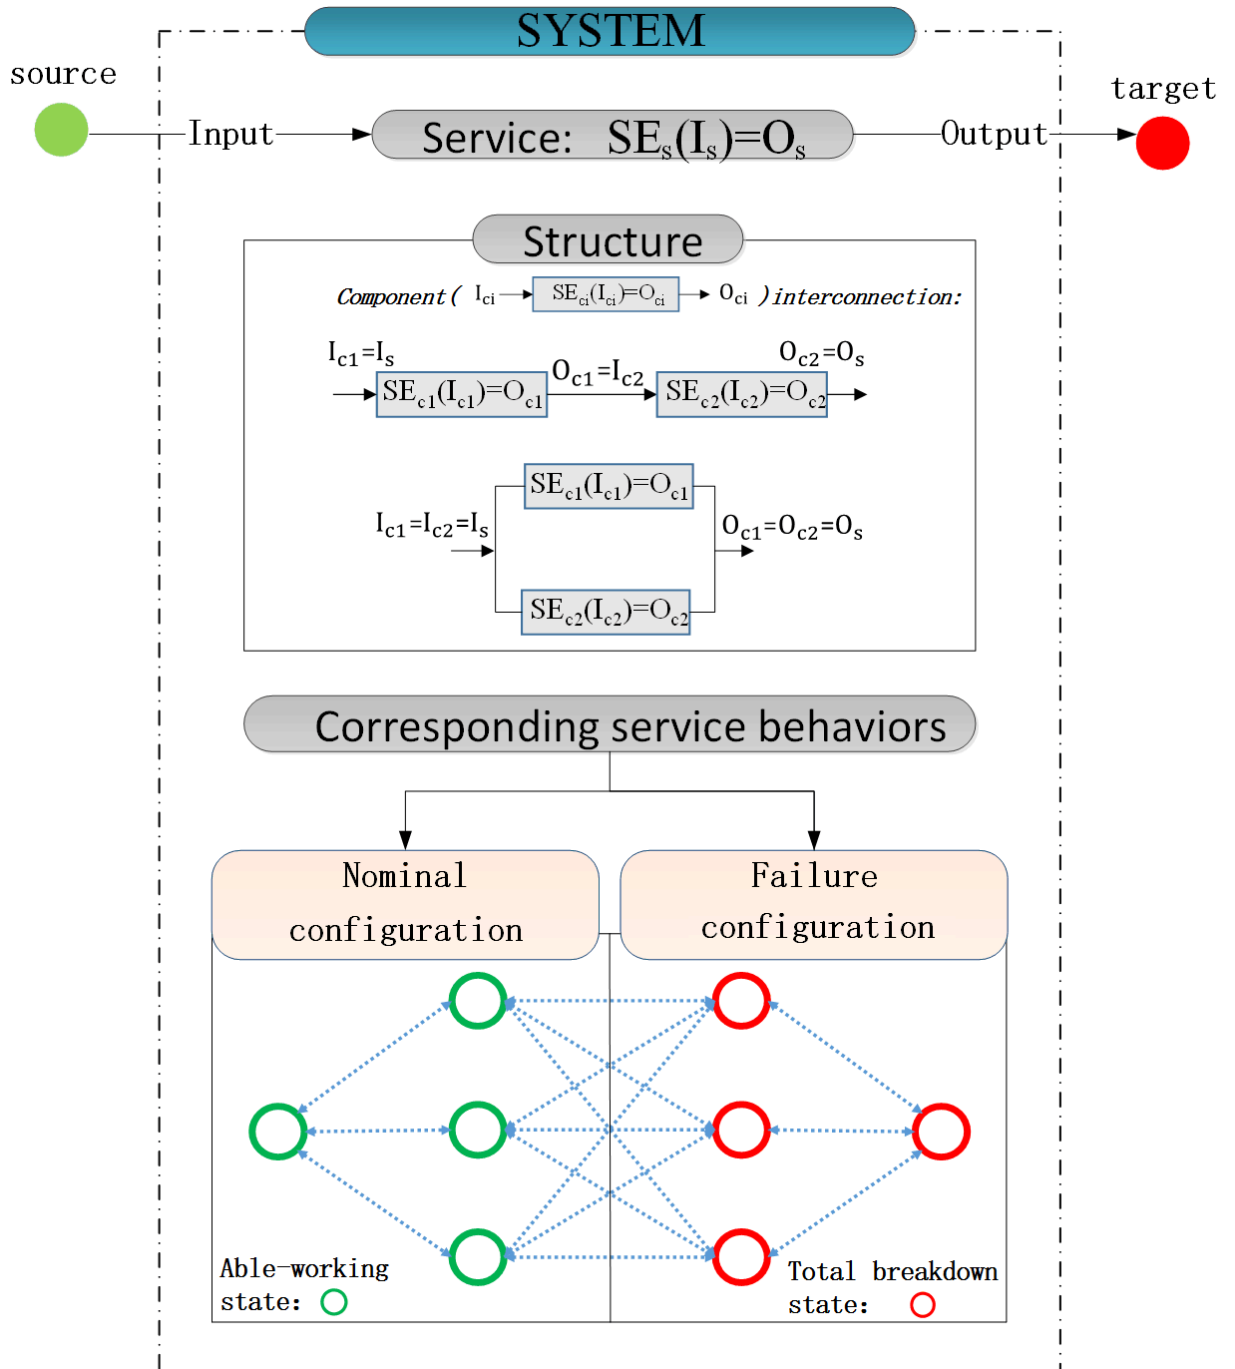 SYSTEM
source
target
Input
Service: SEs(Is)=Os
Output
Structure
Component( Ici SEci(Ici)=Oci Oci )interconnection:
Ic1=Is
Oc1=Ic2
Oc2=Os
SEc1(Ic1)=Oc1
SEc2(Ic2)=Oc2
SEc1(Ic1)=Oc1
Ic1=Ic2=Is
Oc1=Oc2=Os
SEc2(Ic2)=Oc2
Corresponding service behaviors
Nominal
configuration
Failure
configuration
Able-working
state:
Total breakdown
state: